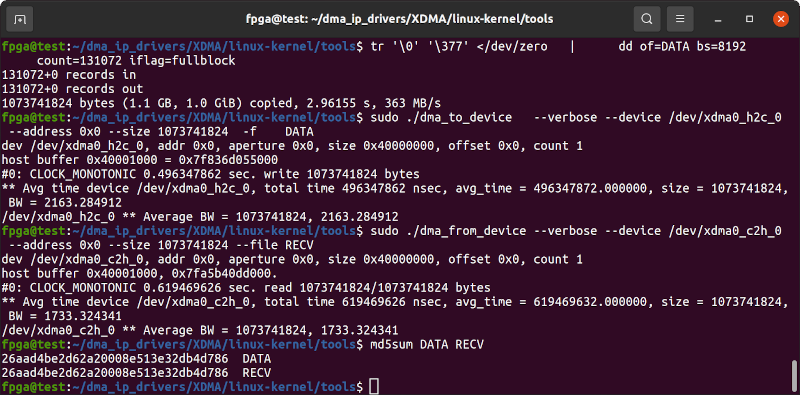 fpga@test: ~/dma_ip_drivers/XDMA/linux-kernel/tools
fpga@test:~/dma_ip_drivers/XDMA/linux-kernel/tools$ tr '\0' '\377' </dev/zero   |      dd of=DATA bs=8192
     count=131072 iflag=fullblock
131072+0 records in
131072+0 records out
1073741824 bytes (1.1 GB, 1.0 GiB) copied, 2.96155 s, 363 MB/s
fpga@test:~/dma_ip_drivers/XDMA/linux-kernel/tools$ sudo ./dma_to_device   --verbose --device /dev/xdma0_h2c_0
 --address 0x0 --size 1073741824  -f    DATA
dev /dev/xdma0_h2c_0, addr 0x0, aperture 0x0, size 0x40000000, offset 0x0, count 1
host buffer 0x40001000 = 0x7f836d055000
#0: CLOCK_MONOTONIC 0.496347862 sec. write 1073741824 bytes
** Avg time device /dev/xdma0_h2c_0, total time 496347862 nsec, avg_time = 496347872.000000, size = 1073741824,
 BW = 2163.284912
/dev/xdma0_h2c_0 ** Average BW = 1073741824, 2163.284912
fpga@test:~/dma_ip_drivers/XDMA/linux-kernel/tools$ sudo ./dma_from_device --verbose --device /dev/xdma0_c2h_0
 --address 0x0 --size 1073741824 --file RECV
dev /dev/xdma0_c2h_0, addr 0x0, aperture 0x0, size 0x40000000, offset 0x0, count 1
host buffer 0x40001000, 0x7fa5b40dd000.
#0: CLOCK_MONOTONIC 0.619469626 sec. read 1073741824/1073741824 bytes
** Avg time device /dev/xdma0_c2h_0, total time 619469626 nsec, avg_time = 619469632.000000, size = 1073741824,
 BW = 1733.324341
/dev/xdma0_c2h_0 ** Average BW = 1073741824, 1733.324341
fpga@test:~/dma_ip_drivers/XDMA/linux-kernel/tools$ md5sum DATA RECV
26aad4be2d62a20008e513e32db4d786  DATA
26aad4be2d62a20008e513e32db4d786  RECV
fpga@test:~/dma_ip_drivers/XDMA/linux-kernel/tools$